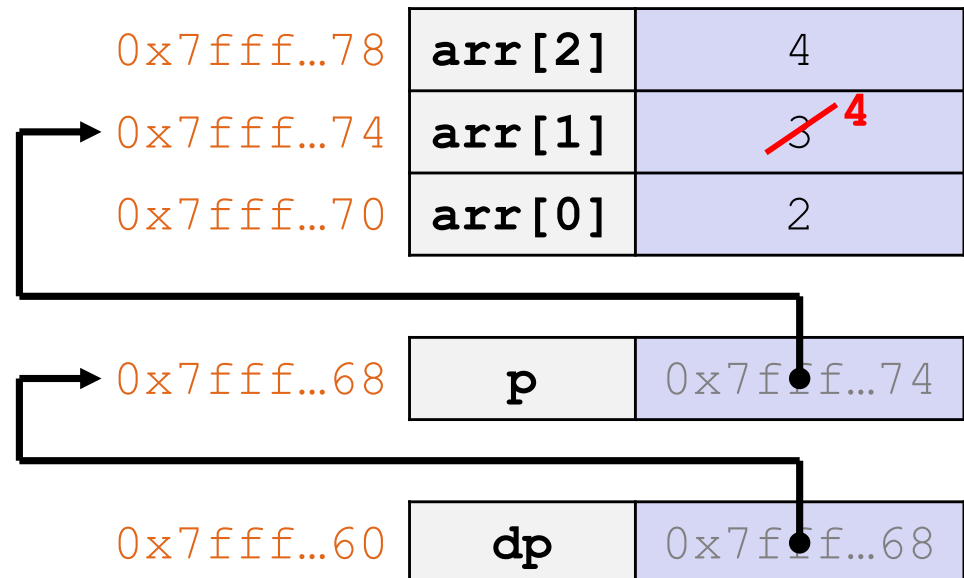 0x7fff…78 arr[2] 4
0x7fff…74 arr[1] 3 4
0x7fff…70 arr[0] 2
0x7fff…68 p 0x7fff…74
0x7fff…60 dp 0x7fff…68